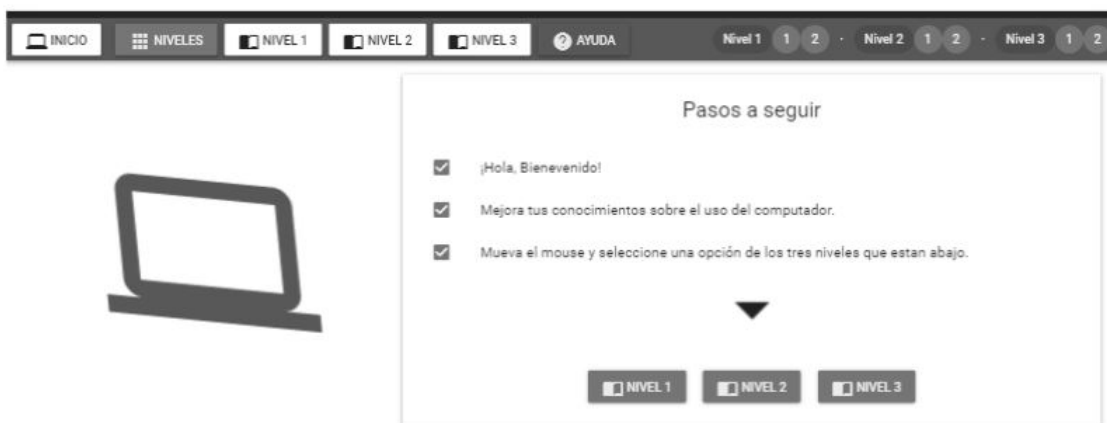 INICIO NIVELES NIVEL 1 NIVEL 2 NIVEL 3 AYUDA Nivel 1 1 2 · Nivel 2 1 2 · Nivel 3 1 2
Pasos a seguir
¡Hola, Bienevenido!
Mejora tus conocimientos sobre el uso del computador.
Mueva el mouse y seleccione una opción de los tres niveles que estan abajo.
NIVEL 1 NIVEL 2 NIVEL 3